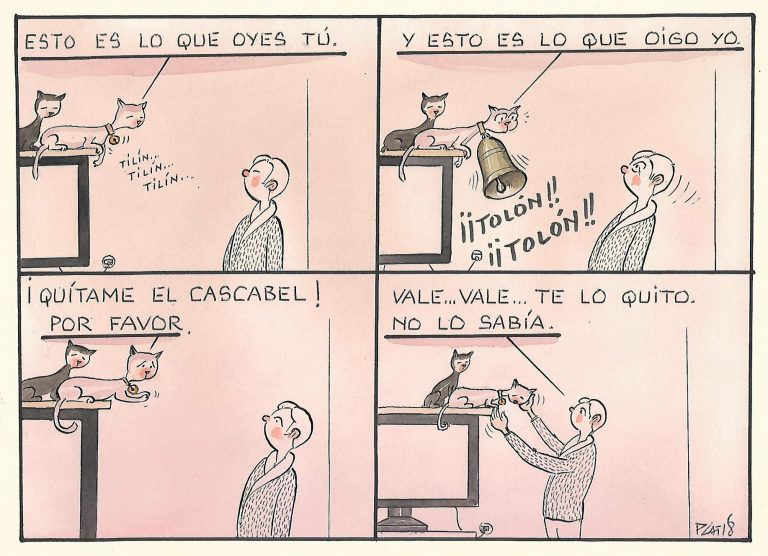 ESTO ES LO QUE OYES TÚ.
TILÍN...
TILÍN...
TILÍN...
Y ESTO ES LO QUE OIGO YO.
¡¡TOLÓN!!
¡¡TOLÓN!!
¡QUÍTAME EL CASCABEL!
POR FAVOR.
VALE...VALE... TE LO QUITO.
NO LO SABÍA.